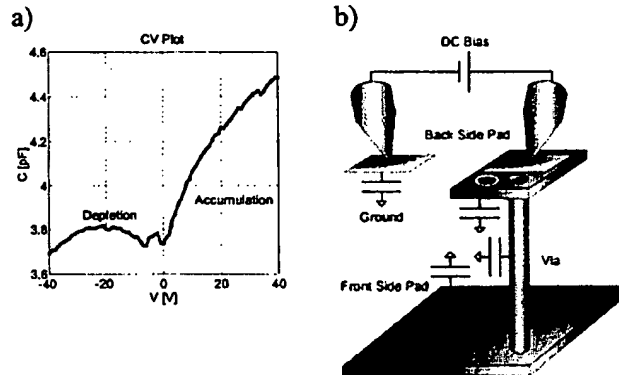 a)
CV Plot
C [pF]
4.6
4.4
4.2
4
3.8
3.6
Depletion
Accumulation
-40
-20
0
20
40
V [V]
b)
DC Bias
Back Side Pad
Ground
Via
Front Side Pad